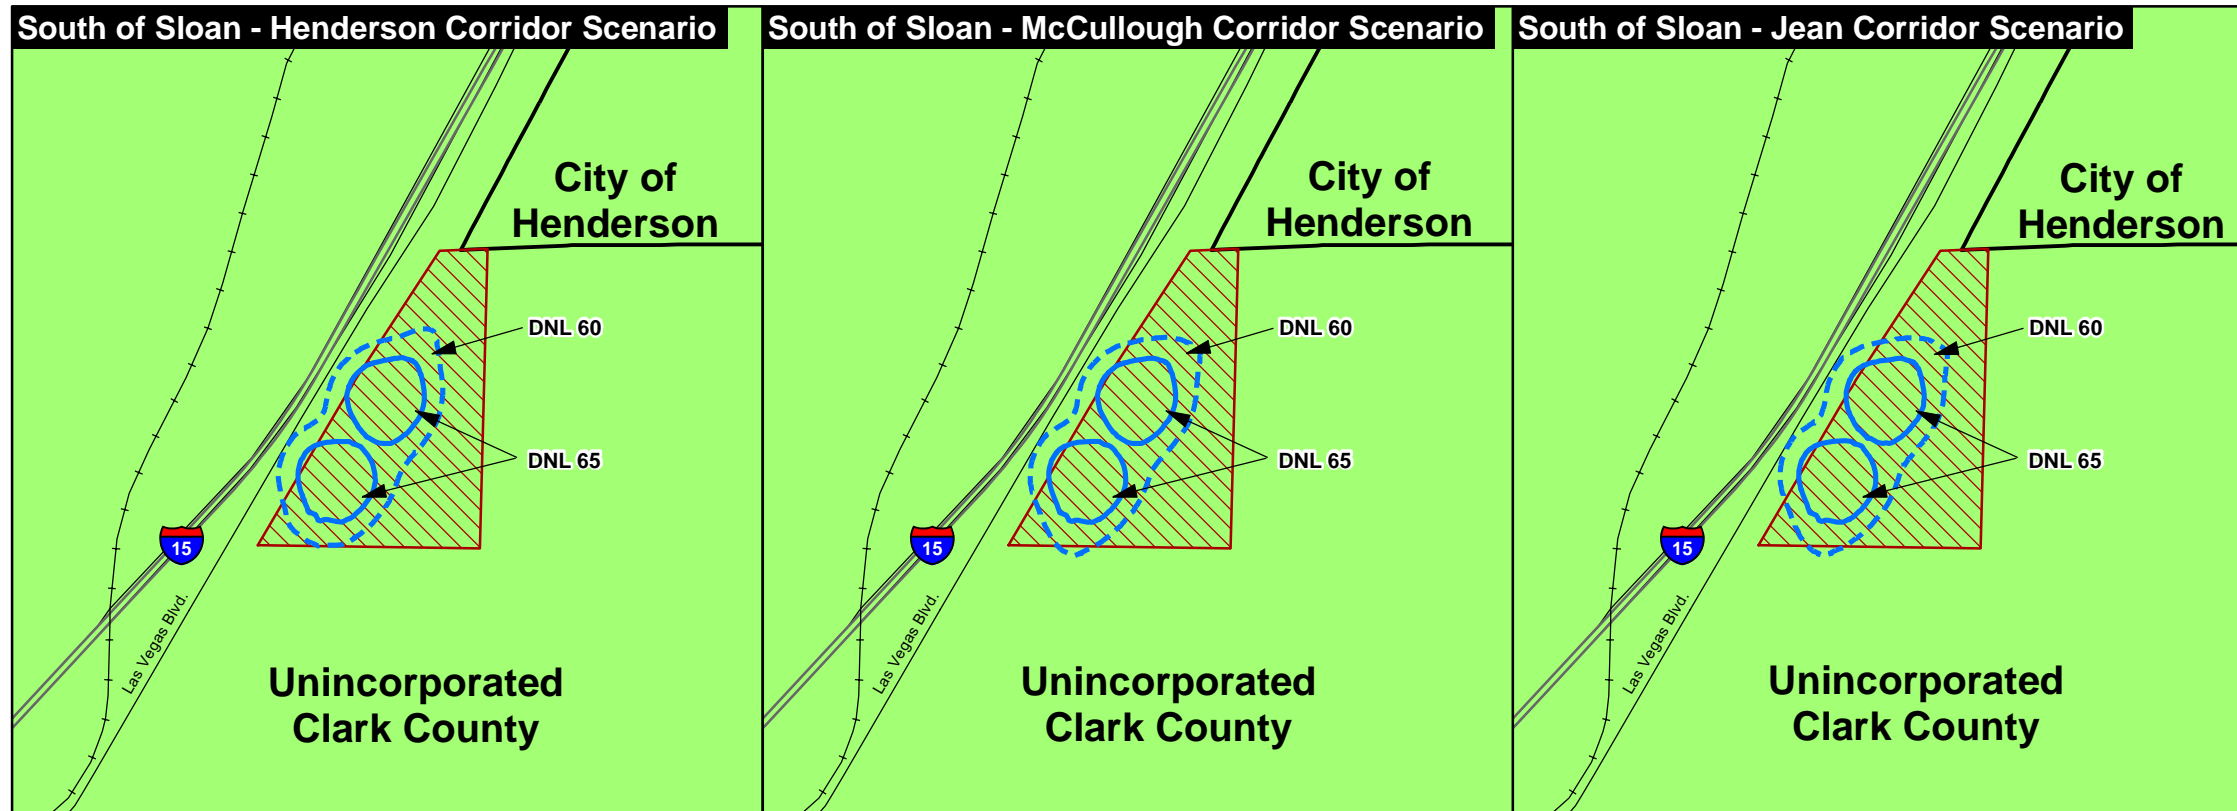 South of Sloan - Henderson Corridor Scenario
City of
Henderson
DNL 60
DNL 65
15
Las Vegas Blvd.
Unincorporated
Clark County
South of Sloan - McCullough Corridor Scenario
City of
Henderson
DNL 60
DNL 65
15
Las Vegas Blvd.
Unincorporated
Clark County
South of Sloan - Jean Corridor Scenario
City of
Henderson
DNL 60
DNL 65
15
Las Vegas Blvd.
Unincorporated
Clark County